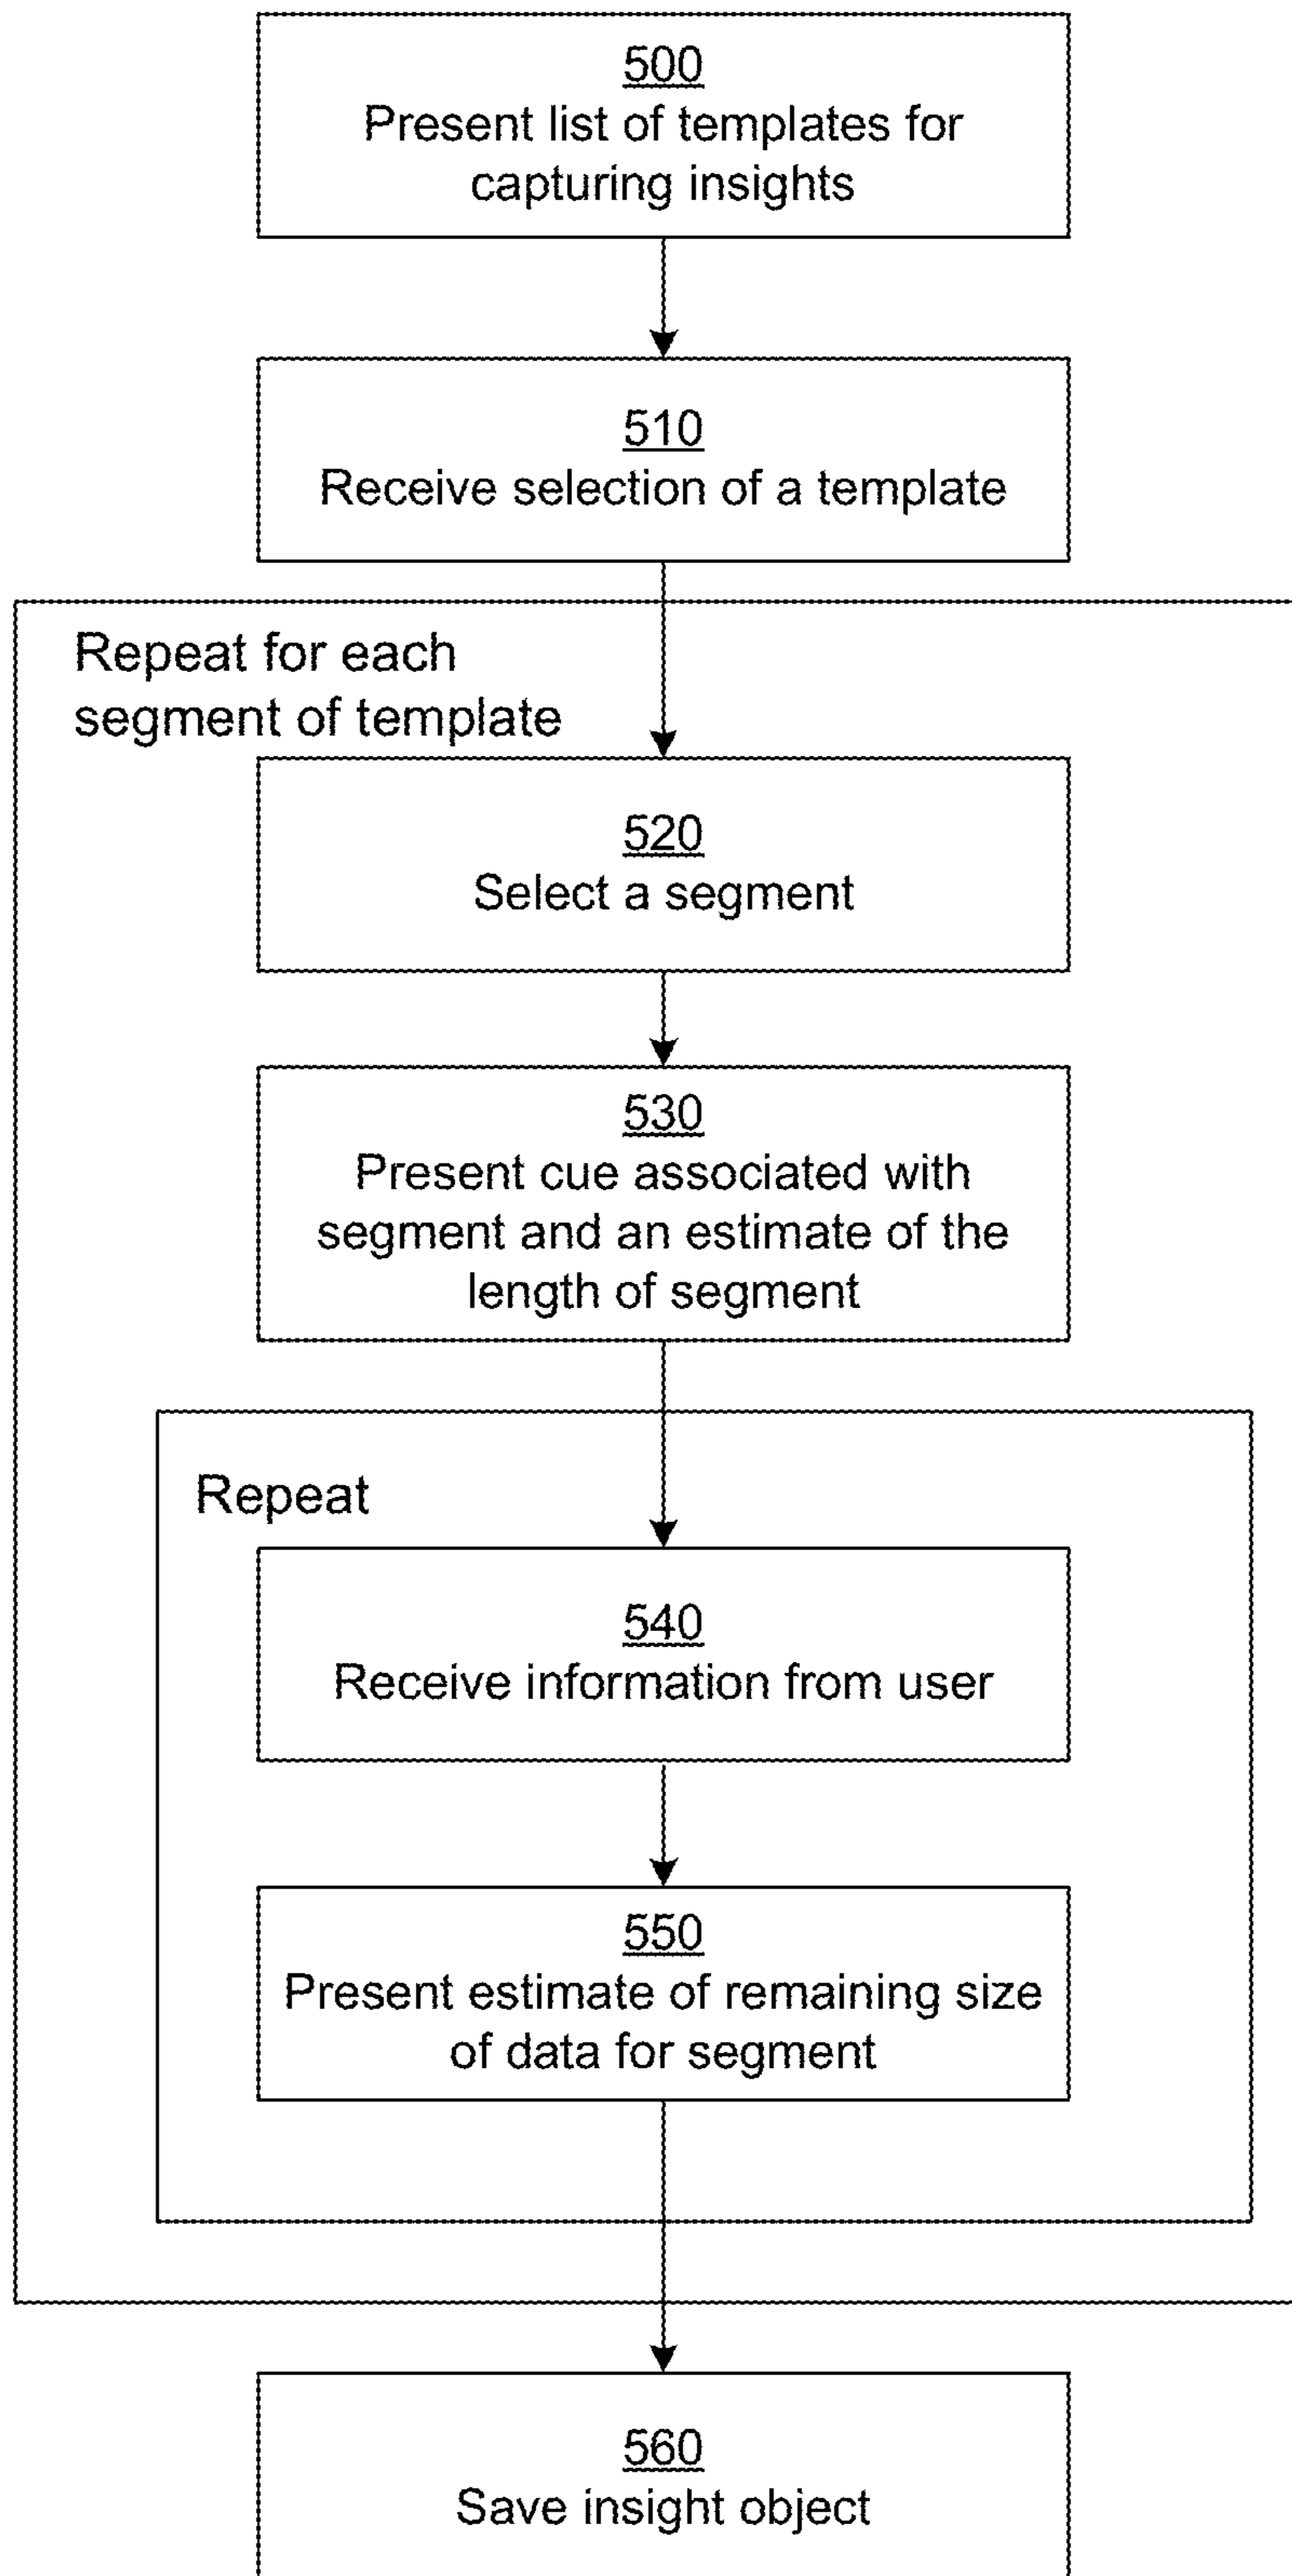 500
Present list of templates for
capturing insights
510
Receive selection of a template
Repeat for each
segment of template
520
Select a segment
530
Present cue associated with
segment and an estimate of the
length of segment
Repeat
540
Receive information from user
550
Present estimate of remaining size
of data for segment
560
Save insight object